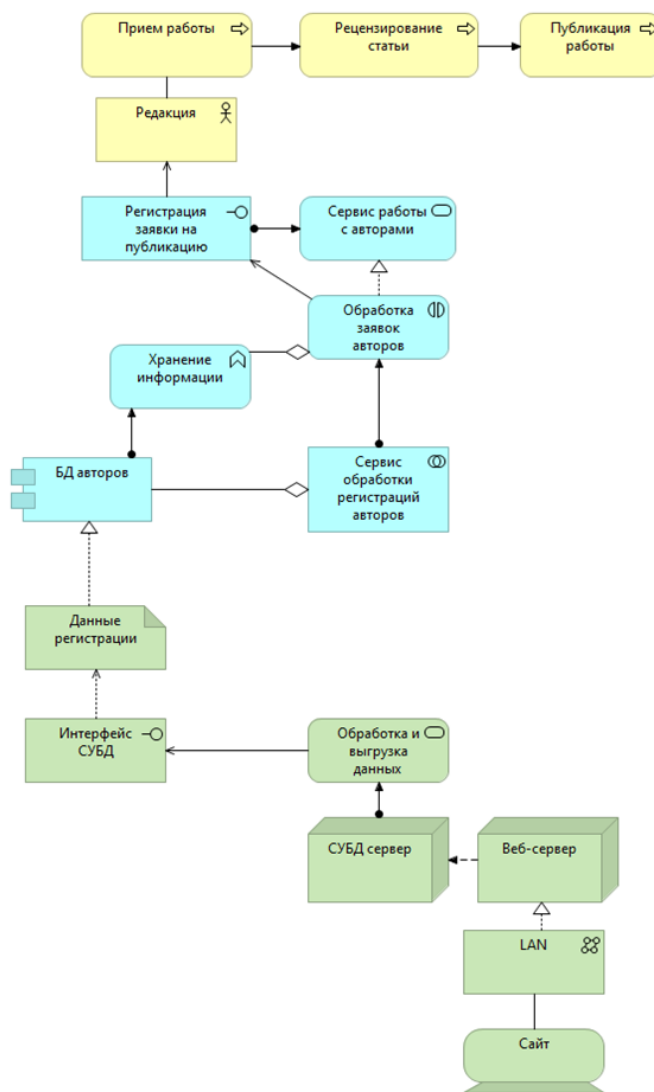 Прием работы
Рецензирование
статьи
Публикация
работы
Редакция
Регистрация
заявки на
публикацию
Сервис работы
с авторами
Обработка
заявок
авторов
Хранение
информации
БД авторов
Сервис
обработки
регистраций
авторов
Данные
регистрации
Интерфейс
СУБД
Обработка и
выгрузка
данных
СУБД сервер
Веб-сервер
LAN
Сайт